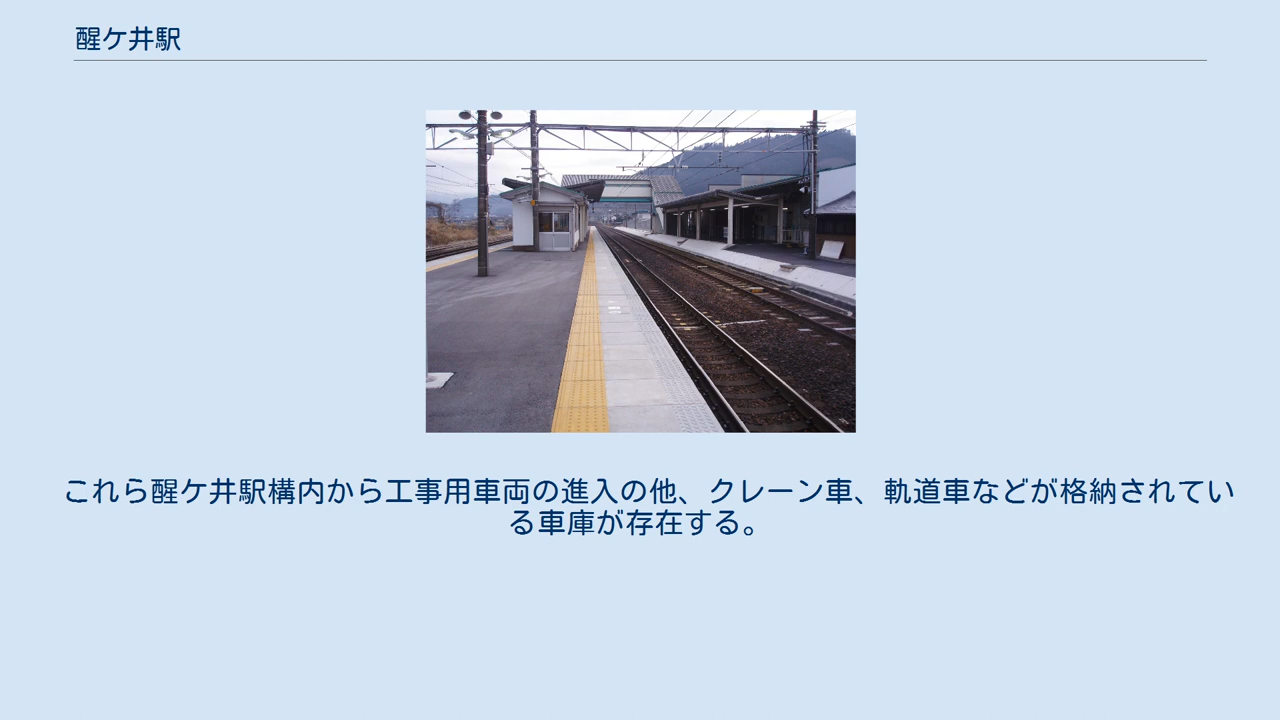 醒ケ井駅
これら醒ケ井駅構内から工事用車両の進入の他、クレーン車、軌道車などが格納されてい
る車庫が存在する。